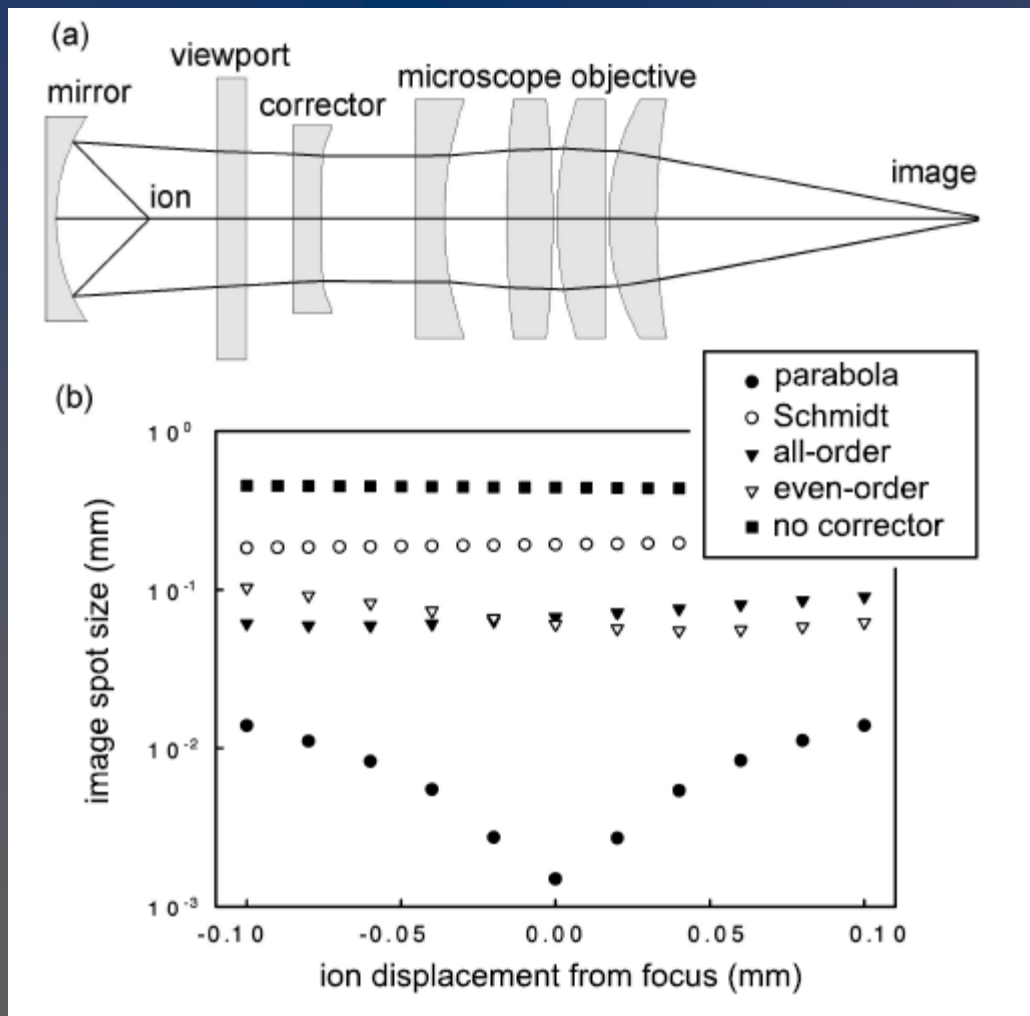 (a)
viewport
mirror
corrector
microscope objective
ion
image
(b)
parabola
Schmidt
all-order
even-order
no corrector
10^0
10^-1
10^-2
10^-3
image spot size (mm)
-0.10 -0.05 0.00 0.05 0.10
ion displacement from focus (mm)